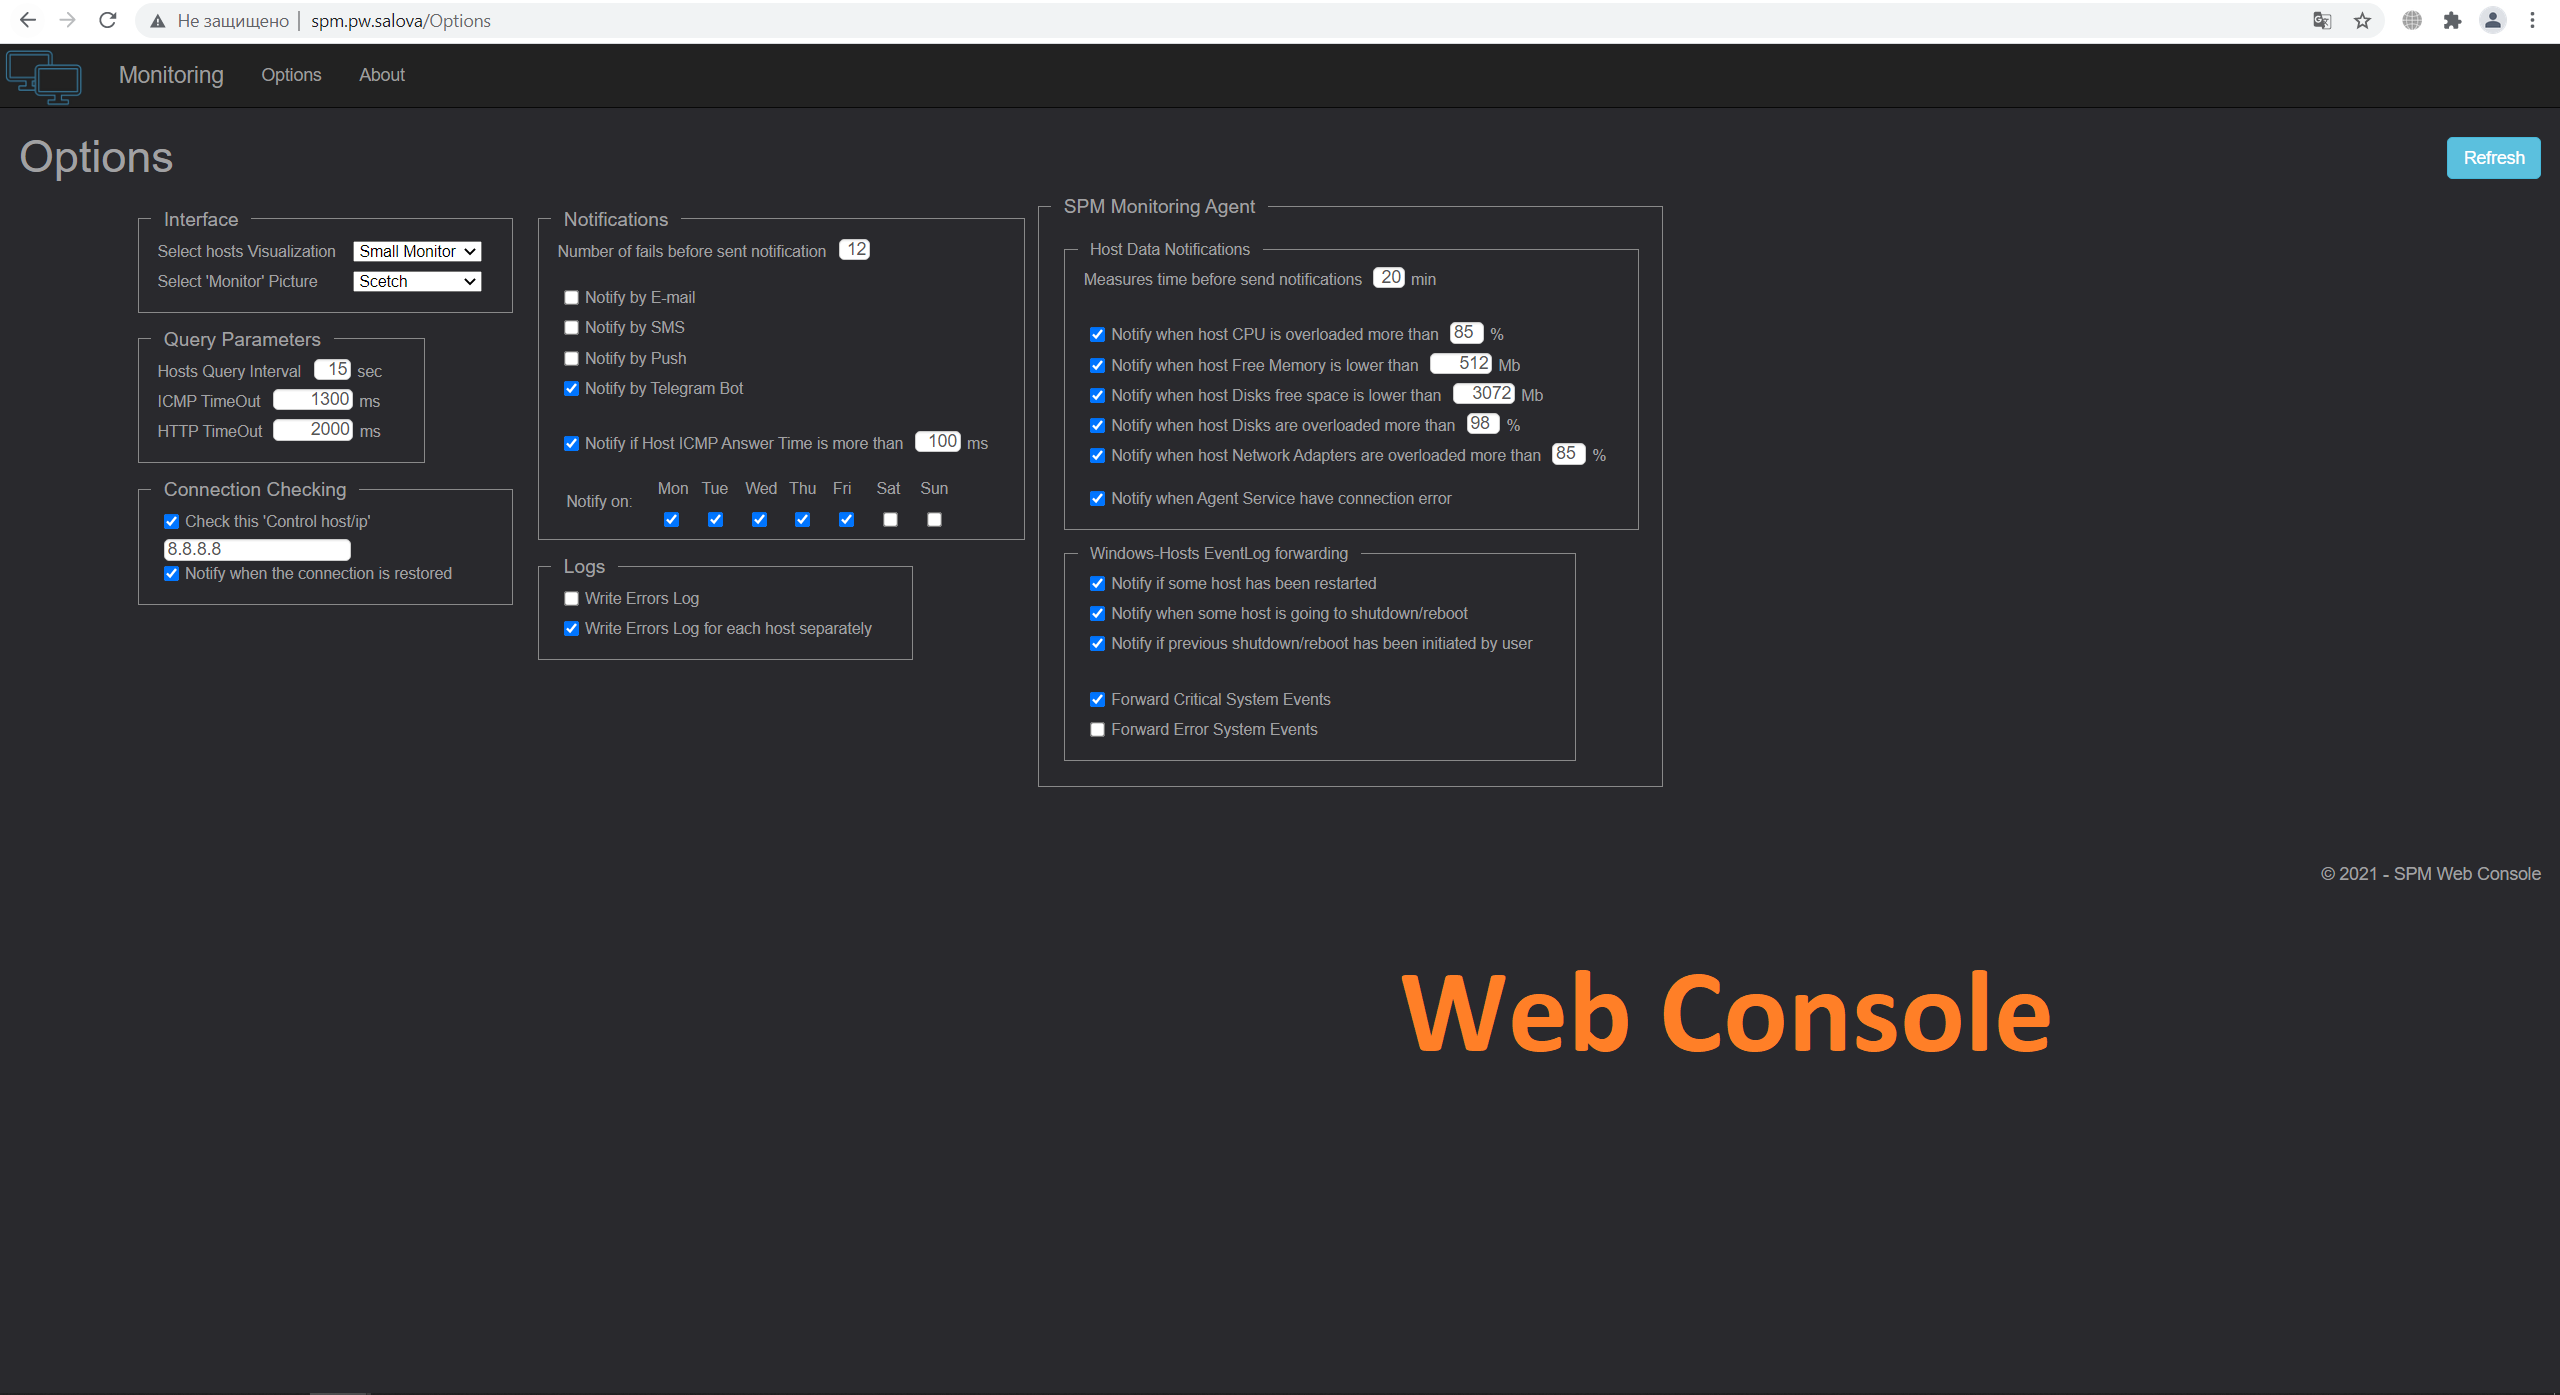 Не защищено | spm.pw.salova/Options
Monitoring Options About
Options
Refresh
Interface
Select hosts Visualization Small Monitor
Select 'Monitor' Picture Scetch
Query Parameters
Hosts Query Interval 15 sec
ICMP TimeOut 1300 ms
HTTP TimeOut 2000 ms
Connection Checking
Check this 'Control host/ip'
8.8.8.8
Notify when the connection is restored
Notifications
Number of fails before sent notification 12
Notify by E-mail
Notify by SMS
Notify by Push
Notify by Telegram Bot
Notify if Host ICMP Answer Time is more than 100 ms
Mon Tue Wed Thu Fri Sat Sun
Notify on:
Logs
Write Errors Log
Write Errors Log for each host separately
SPM Monitoring Agent
Host Data Notifications
Measures time before send notifications 20 min
Notify when host CPU is overloaded more than 85 %
Notify when host Free Memory is lower than 512 Mb
Notify when host Disks free space is lower than 3072 Mb
Notify when host Disks are overloaded more than 98 %
Notify when host Network Adapters are overloaded more than 85 %
Notify when Agent Service have connection error
Windows-Hosts EventLog forwarding
Notify if some host has been restarted
Notify when some host is going to shutdown/reboot
Notify if previous shutdown/reboot has been initiated by user
Forward Critical System Events
Forward Error System Events
© 2021 - SPM Web Console
Web Console